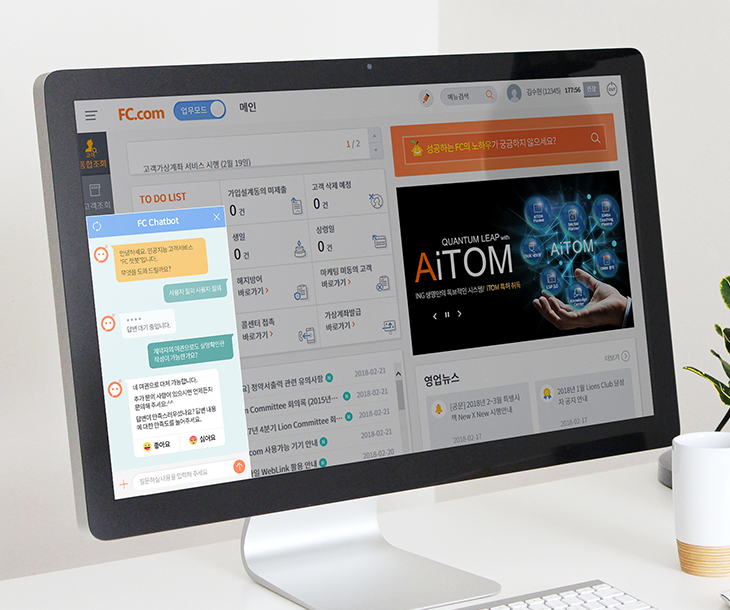 FC.com
업무모드
메인
메뉴검색
김수현 (12345)
177:56
연장
EXIT
고객
통합조회
고객조회
1 / 2
고객가상계좌 서비스 시행 (2월 19일)
성공하는 FC의 노하우가 궁금하지 않으세요?
TO DO LIST
가입설계동의 미체출
0 건
고객 삭제 예정
0 건
생일
0 건
상령일
0 건
해지방어
바로가기 >
마케팅 미동의 고객
바로가기 >
콜센터 접촉
바로가기 >
가상계좌발급
바로가기 >
QUANTUM LEAP with
AiTOM
ING 생명만의 독보적인 시스템! iTOM 특허 취득
AiTOM
Knowledge
Center
FC Chatbot
안녕하세요. 인공지능 고객서비스
"FC 챗봇"입니다.
무엇을 도와 드릴까요?
사용자 질의 사용자 질의
* * * *
답변 대기 중입니다.
계약자의 여권으로도 실명확인란
작성이 가능한가요?
네 여권으로 대처 가능합니다.
추가 문의 사항이 있으시면 언제든지
문의해 주세요.^^
답변이 만족스러우셨나요? 답변 내용
에 대한 만족도를 눌러주세요.
좋아요
싫어요
질문하실 내용을 입력해 주세요
] 청약서출력 관련 유의사항 N
2018-02-21
Lion Committee 회의록 [2015년…
2018-02-21
7년 4분기 Lion Committee 회…
2018-02-21
com 사용가능 기기 안내 N
2018-02-21
일 WebLink 활용 안내 N
2018-02-20
영업뉴스
더보기
[공문] 2018년 2~3월 특별시
책 New X New 시행안내
2018-02-17
2018년 1월 Lions Club 달성
자 공지 안내
2018-02-17